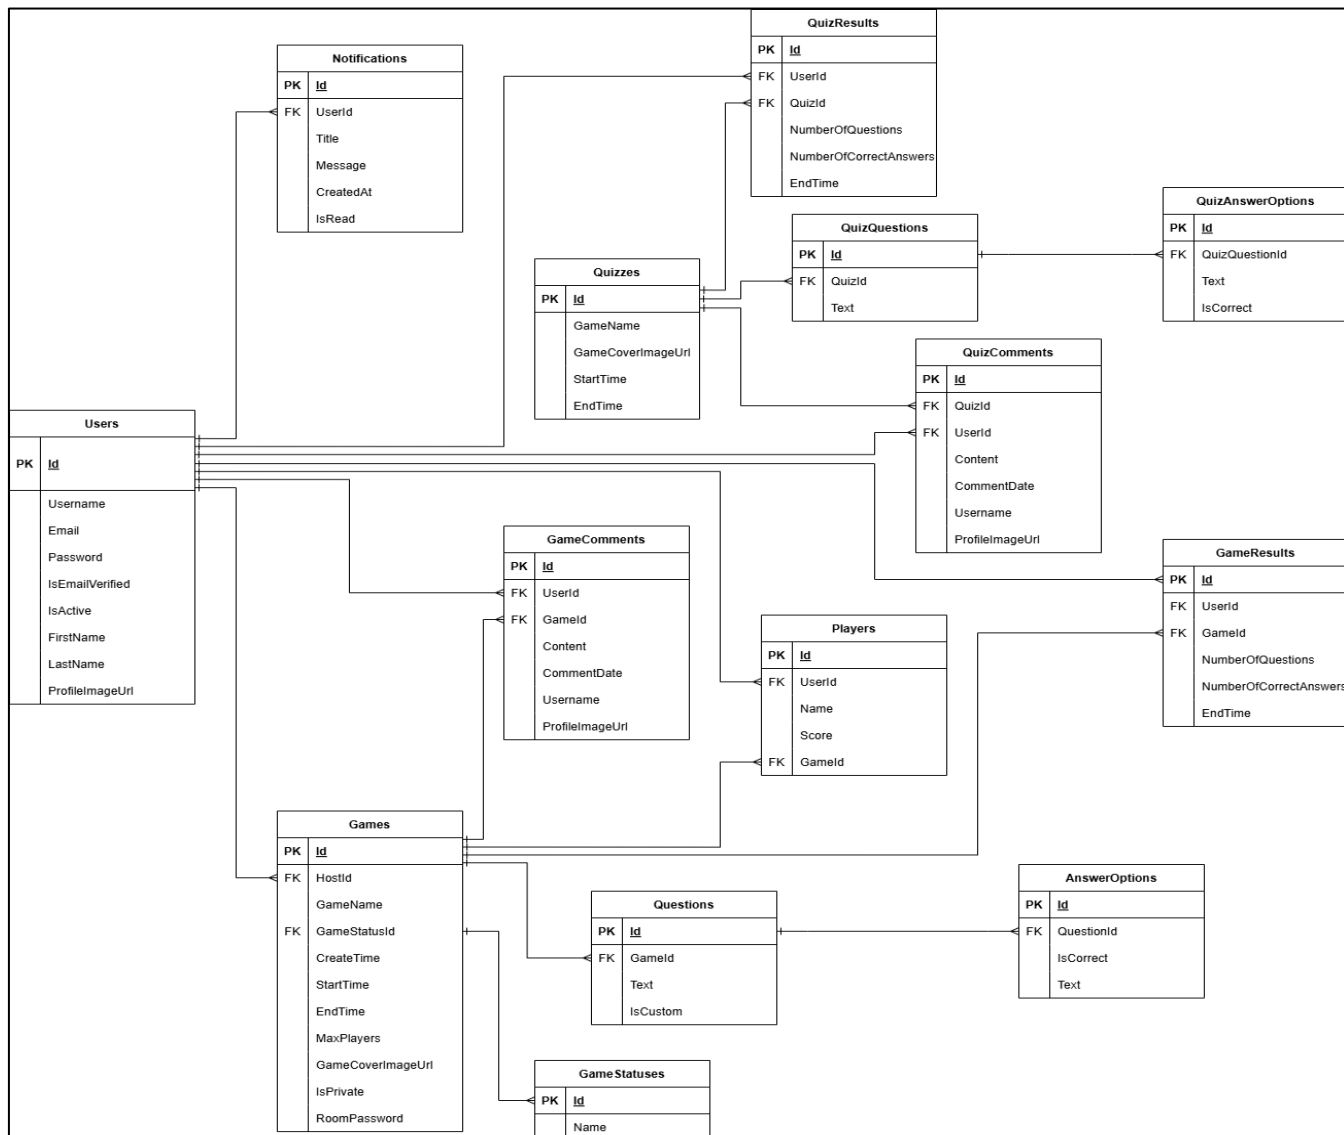 QuizResults
PK Id
FK UserId
FK QuizId
NumberOfQuestions
NumberOfCorrectAnswers
EndTime
Notifications
PK Id
FK UserId
Title
Message
CreatedAt
IsRead
QuizAnswerOptions
PK Id
FK QuizQuestionId
Text
IsCorrect
QuizQuestions
PK Id
FK QuizId
Text
Quizzes
PK Id
GameName
GameCoverImageUrl
StartTime
EndTime
QuizComments
PK Id
FK QuizId
FK UserId
Content
CommentDate
Username
ProfileImageUrl
Users
PK Id
Username
Email
Password
IsEmailVerified
IsActive
FirstName
LastName
ProfileImageUrl
GameComments
PK Id
FK UserId
FK GameId
Content
CommentDate
Username
ProfileImageUrl
GameResults
PK Id
FK UserId
FK GameId
NumberOfQuestions
NumberOfCorrectAnswers
EndTime
Players
PK Id
FK UserId
Name
Score
FK GameId
Games
PK Id
FK HostId
GameName
FK GameStatusId
CreateTime
StartTime
EndTime
MaxPlayers
GameCoverImageUrl
IsPrivate
RoomPassword
Questions
PK Id
FK GameId
Text
IsCustom
AnswerOptions
PK Id
FK QuestionId
IsCorrect
Text
GameStatuses
PK Id
Name